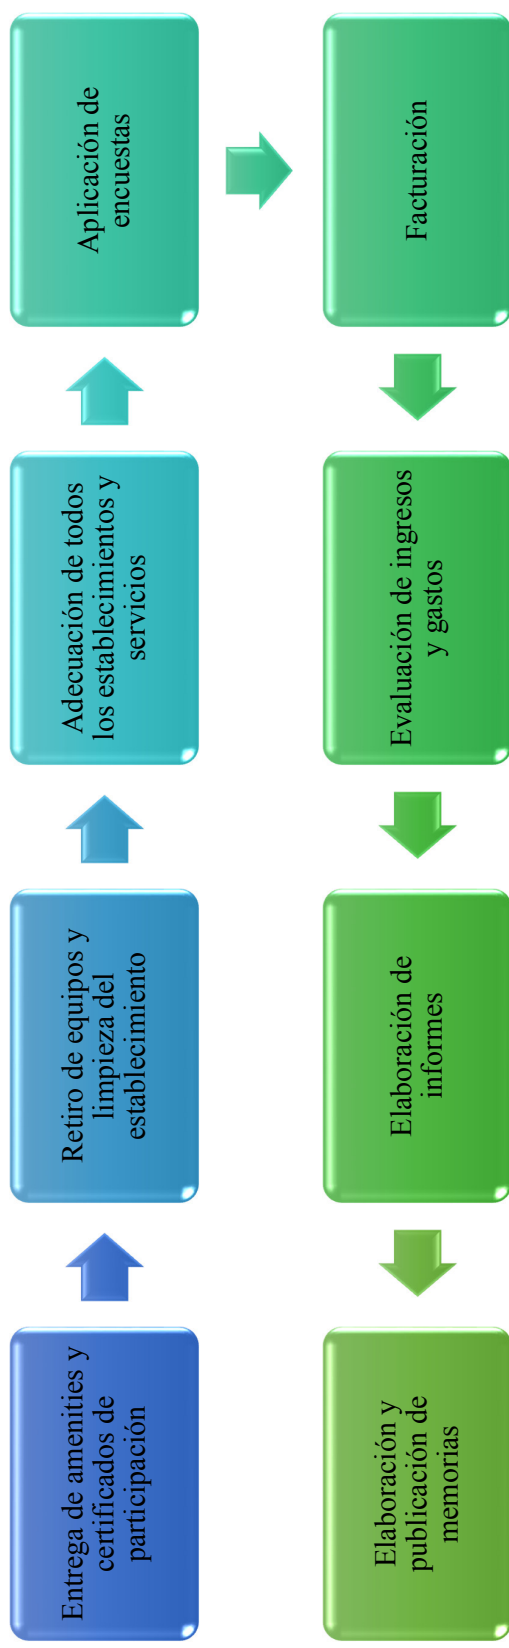 Entrega de amenities y
certificados de
participación
Retiro de equipos y
limpieza del
establecimiento
Adecuación de todos
los establecimientos y
servicios
Aplicación de
encuestas
Facturación
Evaluación de ingresos
y gastos
Elaboración de
informes
Elaboración y
publicación de
memorias